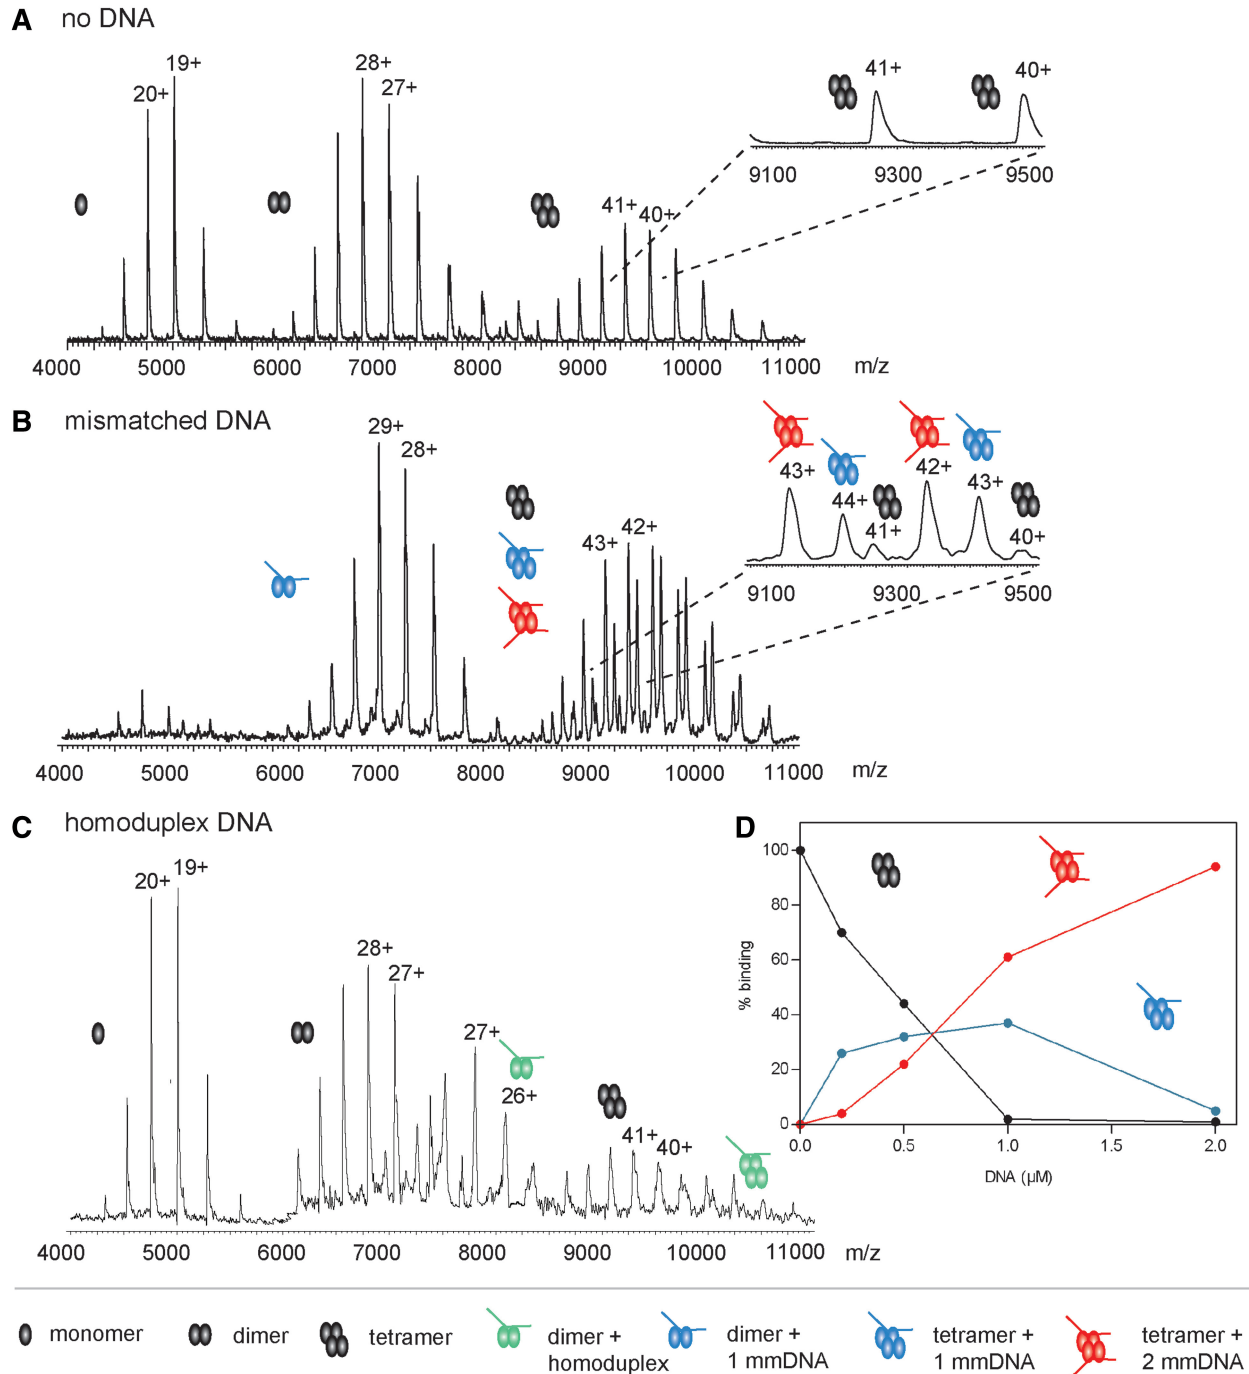 A no DNA
19+
20+
28+
27+
41+
40+
41+
40+
9100 9300 9500
4000 5000 6000 7000 8000 9000 10000 11000 m/z
B mismatched DNA
29+
28+
43+
42+
43+
44+
41+
42+
43+
40+
9100 9300 9500
4000 5000 6000 7000 8000 9000 10000 11000 m/z
C homoduplex DNA
20+
19+
28+
27+
27+
26+
41+
40+
4000 5000 6000 7000 8000 9000 10000 11000 m/z
D
100
80
60
40
20
0
% binding
0.0 0.5 1.0 1.5 2.0
DNA (μM)
monomer
dimer
tetramer
dimer +
homoduplex
dimer +
1 mmDNA
tetramer +
1 mmDNA
tetramer +
2 mmDNA